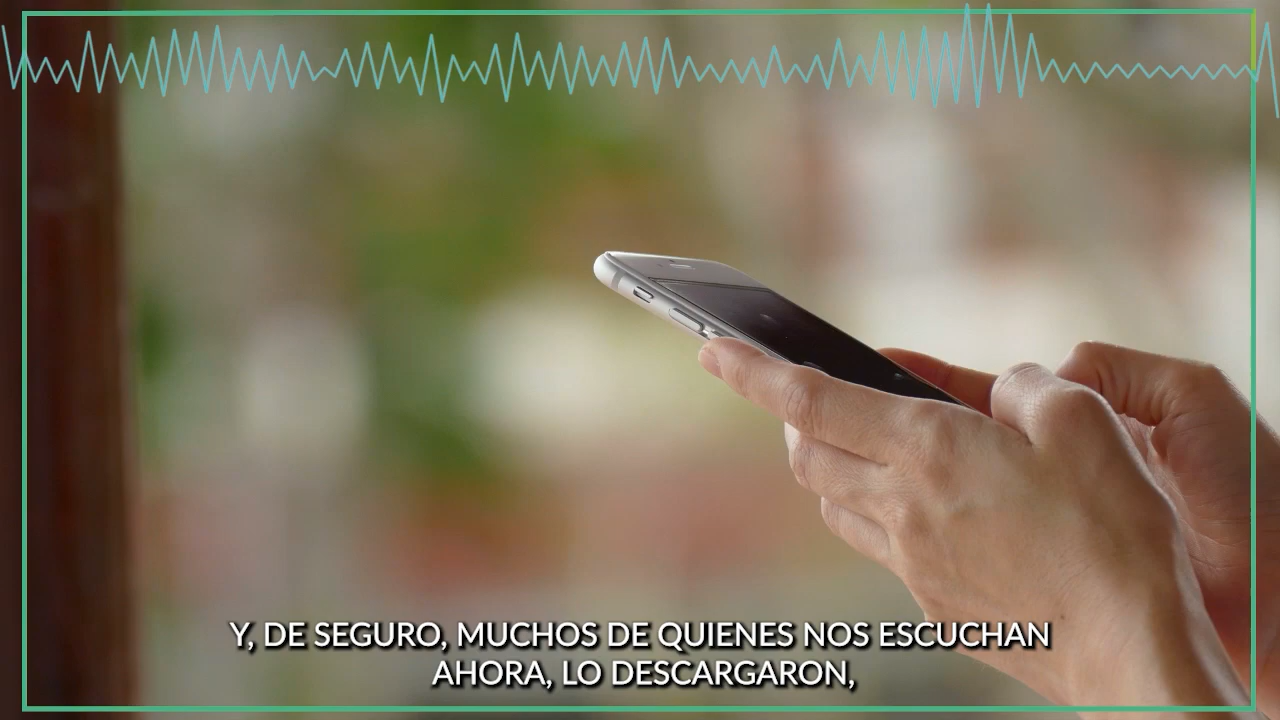 Y, DE SEGURO, MUCHOS DE QUIENES NOS ESCUCHAN
AHORA, LO DESCARGARON,